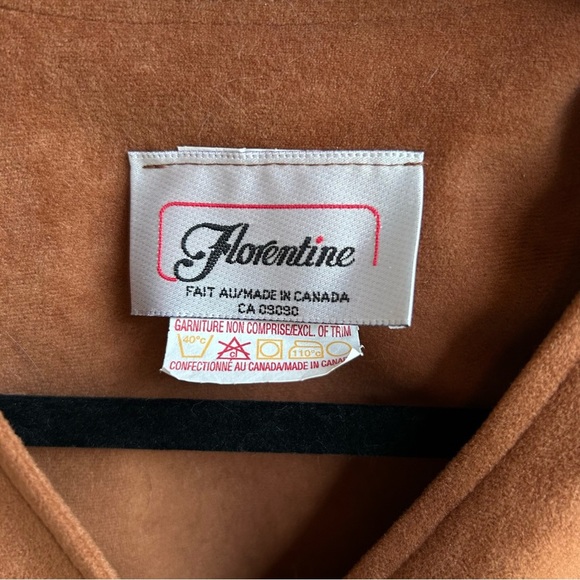 Florentine
FAIT AU/MADE IN CANADA
CA 09090
GARNITURE NON COMPRISE/EXCL. OF TRIM
40°C CL 110°C
CONFECTIONNÉ AU CANADA/MADE IN CANADA